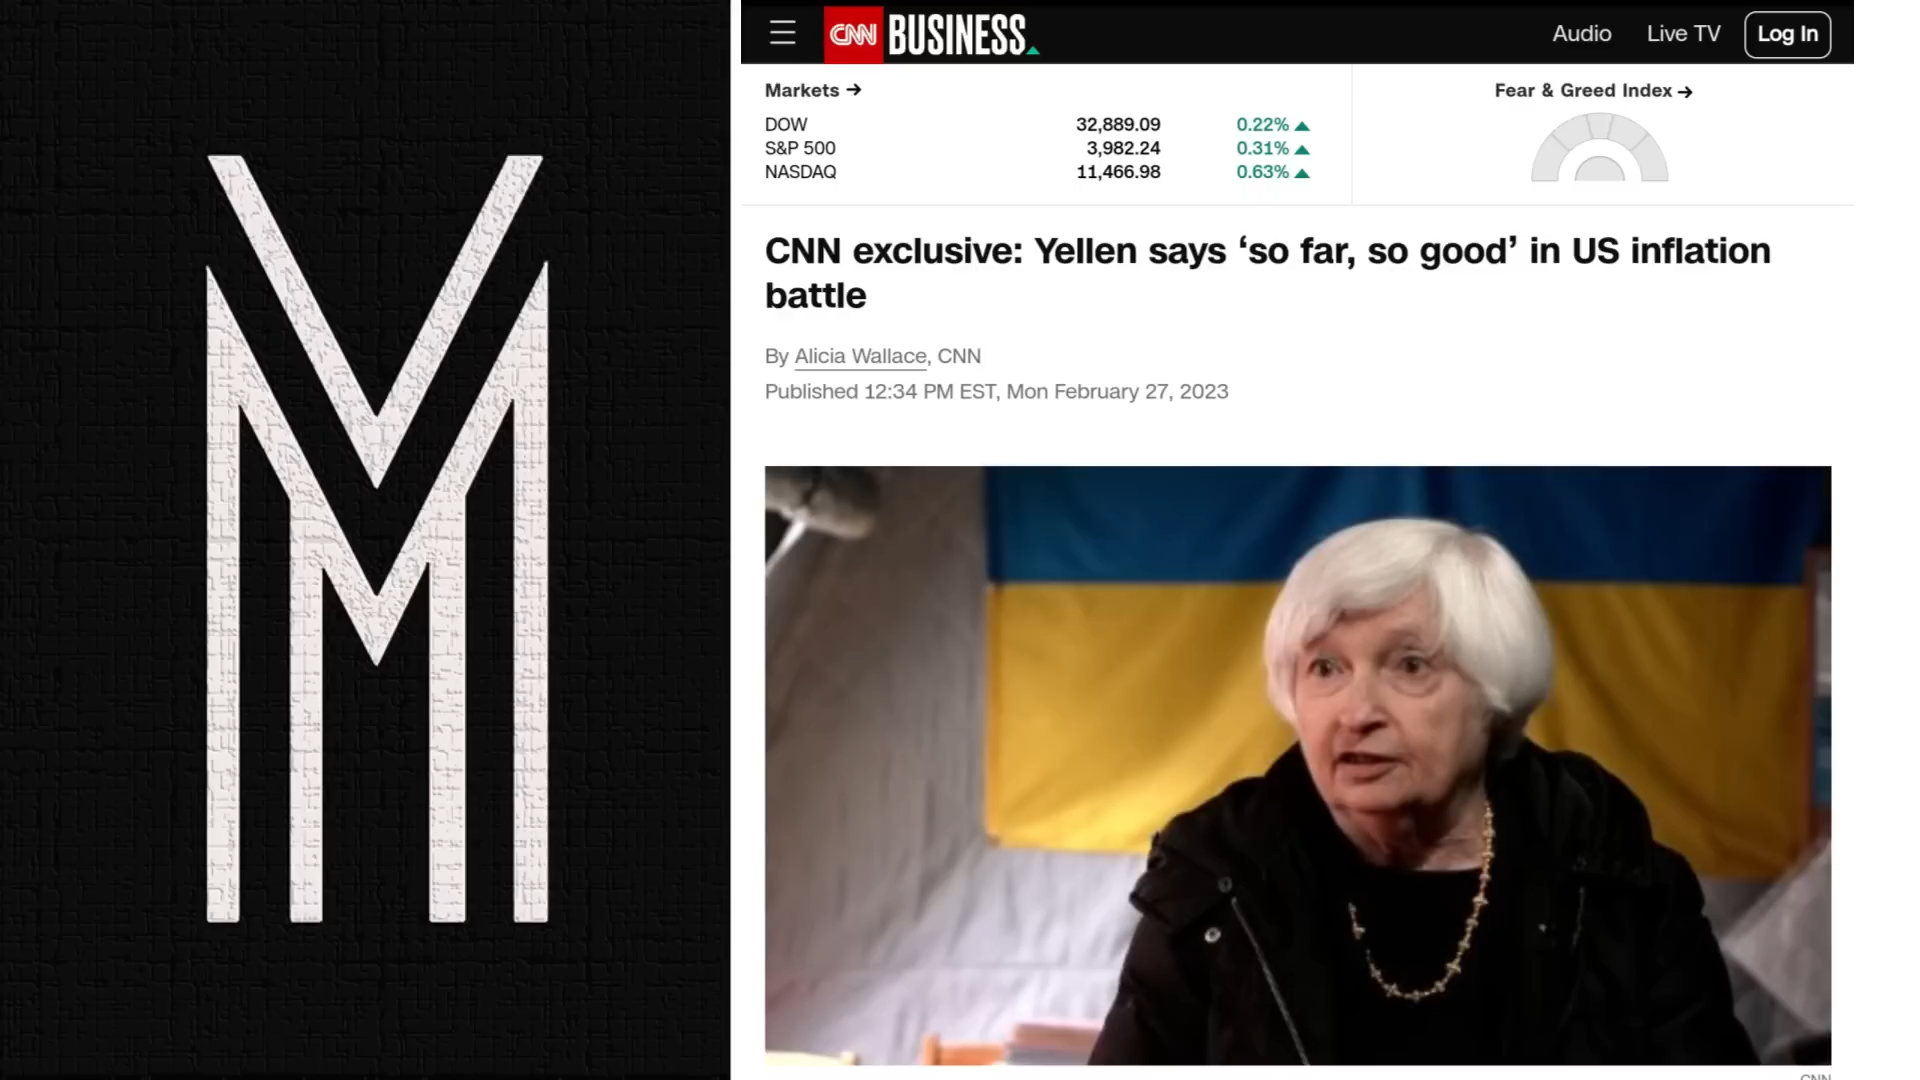 CNN BUSINESS
Audio
Live TV
Log In
Markets →
DOW 32,889.09 0.22%
S&P 500 3,982.24 0.31%
NASDAQ 11,466.98 0.63%
Fear & Greed Index →
CNN exclusive: Yellen says ‘so far, so good’ in US inflation
battle
By Alicia Wallace, CNN
Published 12:34 PM EST, Mon February 27, 2023
CNN